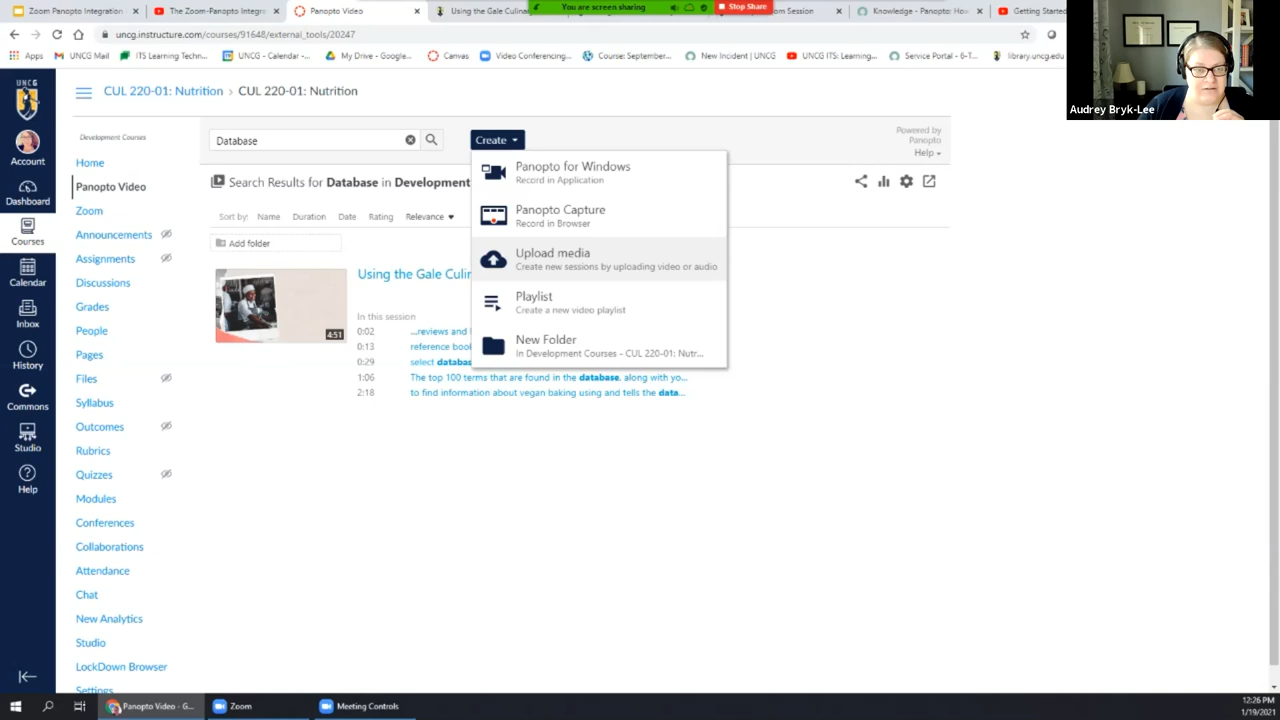 Zoom Panopto Integration
The Zoom-Panopto Integr
Panopto Video
Using the Gale Culinar
You are screen sharing
Stop Share
Session
Knowledge - Panopto: Ho
Getting Started
uncg.instructure.com/courses/91648/external_tools/20247
Apps
UNCG Mail
ITS Learning Techn...
UNCG - Calendar -...
My Drive - Google...
Canvas
Video Conferencing...
Course: September...
New Incident | UNCG
UNCG ITS: Learning...
Service Portal - 6-T...
library.uncg.edu
Audrey Bryk-Lee
UNCG
CUL 220-01: Nutrition › CUL 220-01: Nutrition
Account
Dashboard
Courses
Calendar
Inbox
History
Commons
Studio
Help
Development Courses
Home
Panopto Video
Zoom
Announcements
Assignments
Discussions
Grades
People
Pages
Files
Syllabus
Outcomes
Rubrics
Quizzes
Modules
Conferences
Collaborations
Attendance
Chat
New Analytics
Studio
LockDown Browser
Settings
Database
Create
Powered by
Panopto
Help
Search Results for Database in Development
Sort by: Name Duration Date Rating Relevance
Add folder
4:51
Using the Gale Culin
In this session
0:02 ...reviews and
0:13 reference boo
0:29 select databas
1:06 The top 100 terms that are found in the database, along with yo...
2:18 to find information about vegan baking using and tells the data...
Panopto for Windows
Record in Application
Panopto Capture
Record in Browser
Upload media
Create new sessions by uploading video or audio
Playlist
Create a new video playlist
New Folder
In Development Courses - CUL 220-01: Nutr...
Panopto Video - G...
Zoom
Meeting Controls
12:26 PM
1/19/2021